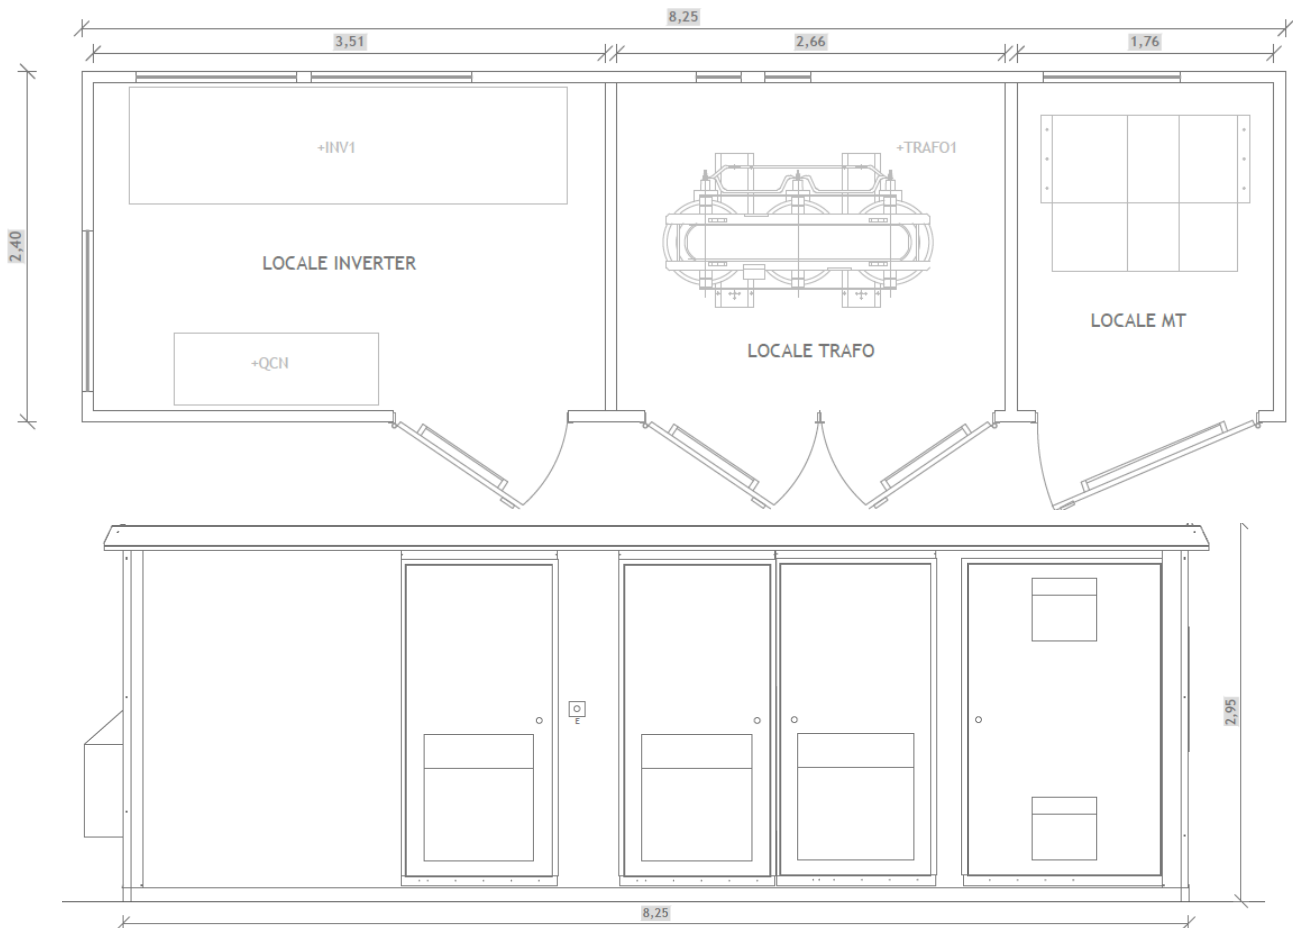 8,25
3,51
2,66
1,76
2,40
+INV1
+TRAFO1
LOCALE INVERTER
LOCALE MT
LOCALE TRAFO
+QCN
E
2,95
8,25